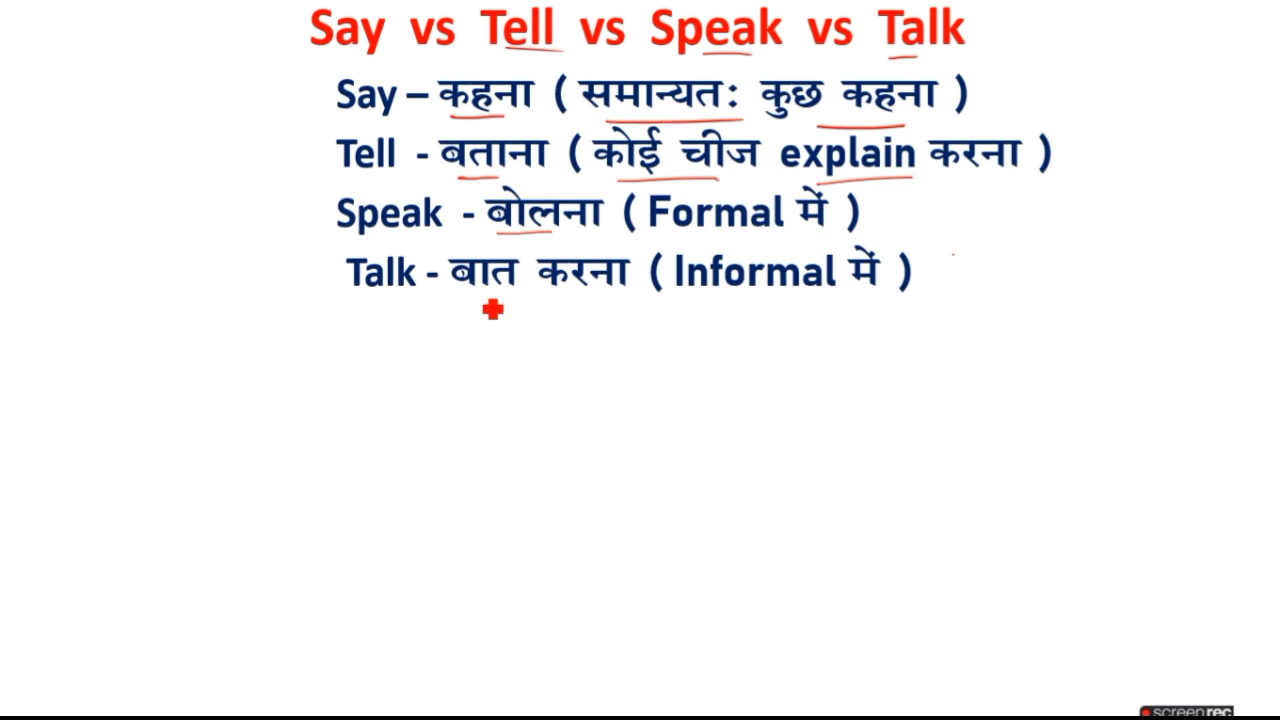 Say vs Tell vs Speak vs Talk
Say – कहना ( समान्यतः कुछ कहना )
Tell - बताना ( कोई चीज explain करना )
Speak - बोलना ( Formal में )
Talk - बात करना ( Informal में )
screenrec